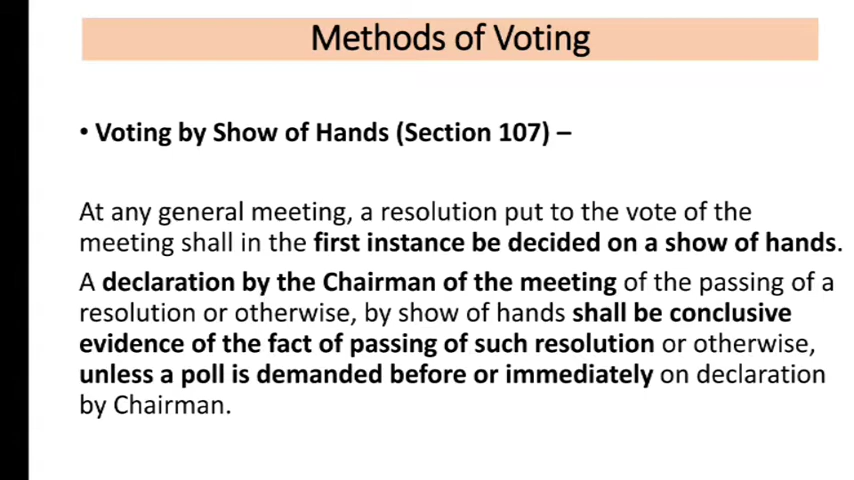 Methods of Voting
• Voting by Show of Hands (Section 107) –
At any general meeting, a resolution put to the vote of the
meeting shall in the first instance be decided on a show of hands.
A declaration by the Chairman of the meeting of the passing of a
resolution or otherwise, by show of hands shall be conclusive
evidence of the fact of passing of such resolution or otherwise,
unless a poll is demanded before or immediately on declaration
by Chairman.